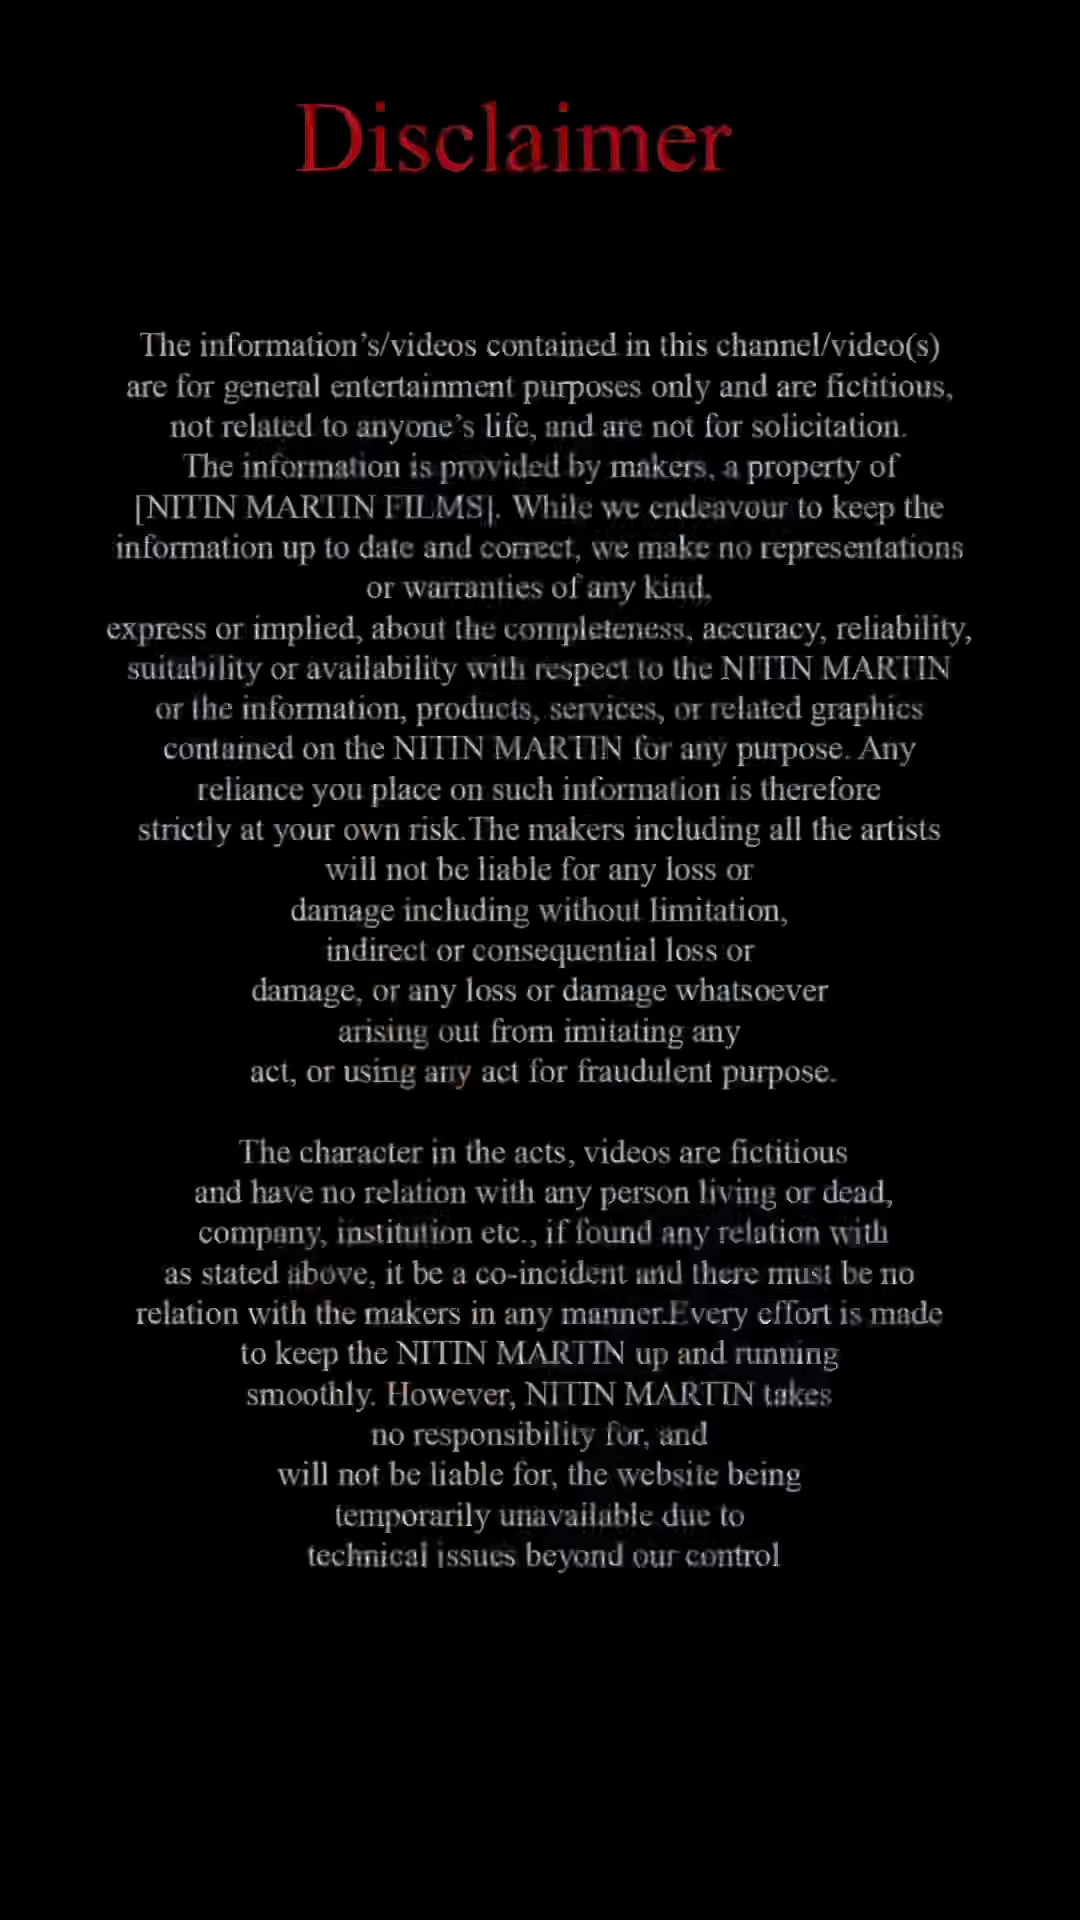 Disclaimer
The information’s/videos contained in this channel/video(s)
are for general entertainment purposes only and are fictitious,
not related to anyone’s life, and are not for solicitation.
The information is provided by makers, a property of
[NITIN MARTIN FILMS]. While we endeavour to keep the
information up to date and correct, we make no representations
or warranties of any kind,
express or implied, about the completeness, accuracy, reliability,
suitability or availability with respect to the NITIN MARTIN
or the information, products, services, or related graphics
contained on the NITIN MARTIN for any purpose. Any
reliance you place on such information is therefore
strictly at your own risk.The makers including all the artists
will not be liable for any loss or
damage including without limitation,
indirect or consequential loss or
damage, or any loss or damage whatsoever
arising out from imitating any
act, or using any act for fraudulent purpose.
The character in the acts, videos are fictitious
and have no relation with any person living or dead,
company, institution etc., if found any relation with
as stated above, it be a co-incident and there must be no
relation with the makers in any manner.Every effort is made
to keep the NITIN MARTIN up and running
smoothly. However, NITIN MARTIN takes
no responsibility for, and
will not be liable for, the website being
temporarily unavailable due to
technical issues beyond our control